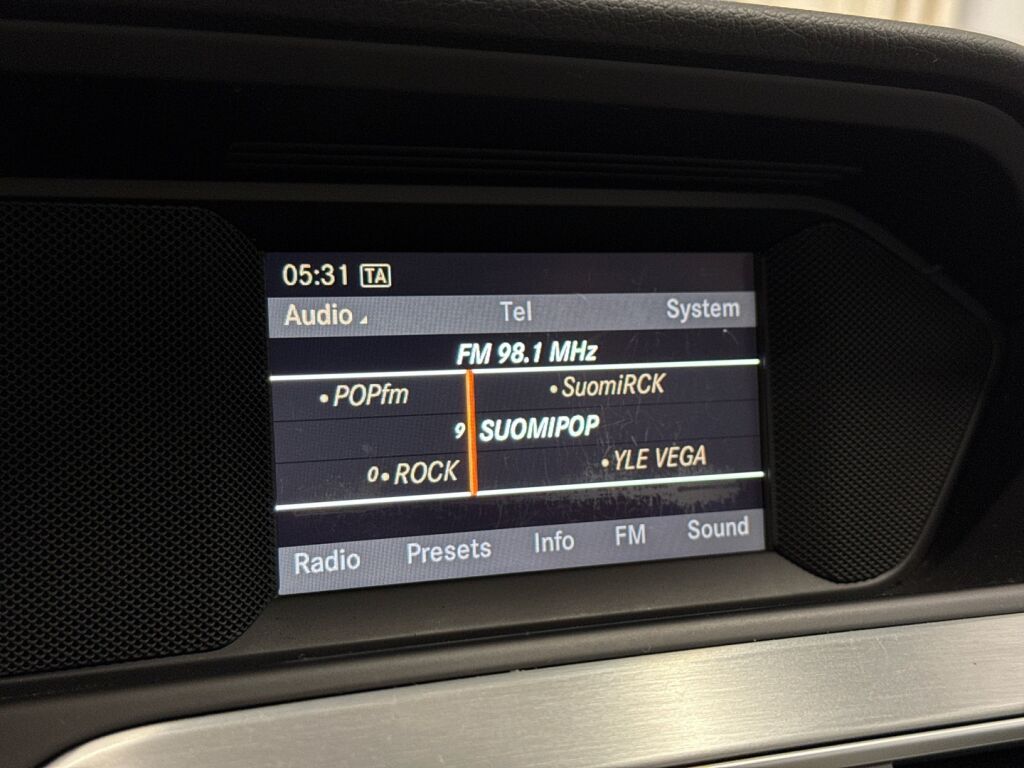 05:31 TA
Audio Tel System
FM 98.1 MHz
•POPfm •SuomiRCK
9 SUOMIPOP
0•ROCK •YLE VEGA
Radio Presets Info FM Sound